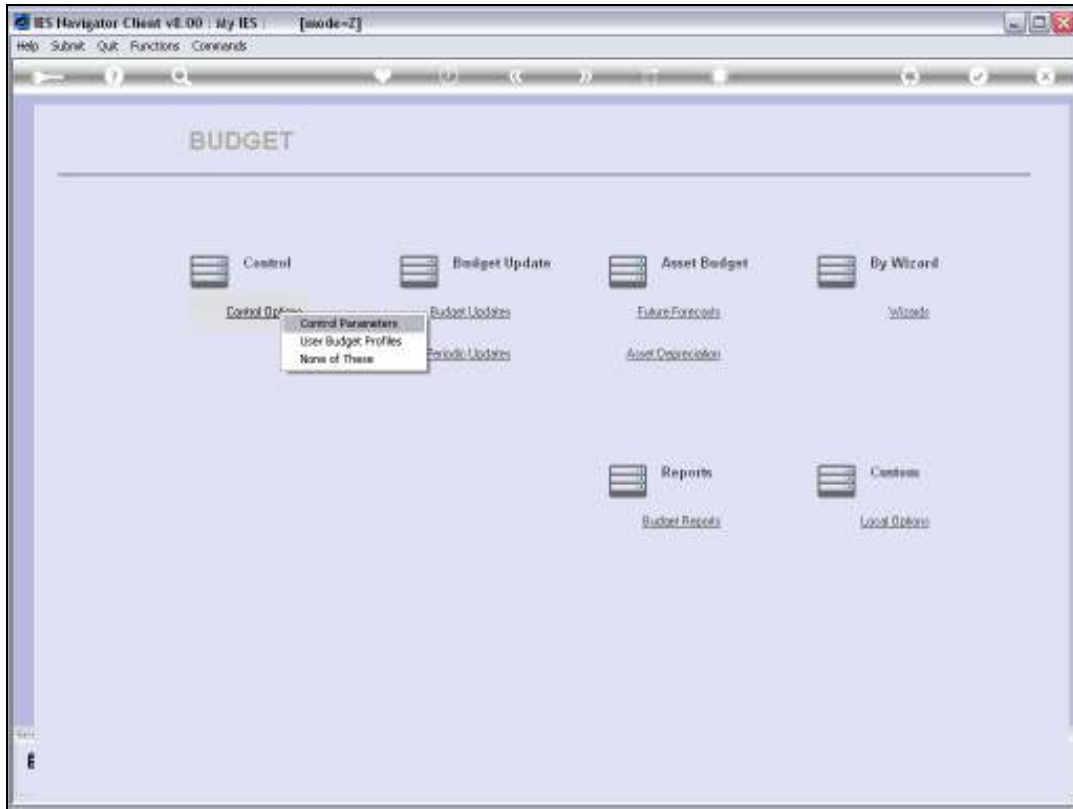 IES Navigator Client v8.00 : My IES : [mode=Z]
Help Submit Quit Functions Commands
BUDGET
Control Budget Update Asset Budget By Wizard
Control Budget Updates Future Forecasts Wizards
Control Parameters
User Budget Profiles
Periodic Updates Asset Depreciation
None of These
Reports Custom
Budget Reports Local Options